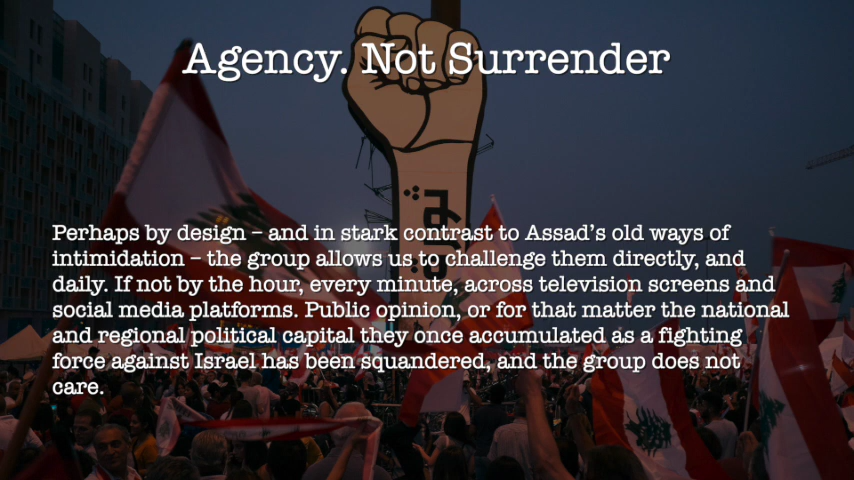 Agency. Not Surrender
ثورة
Perhaps by design – and in stark contrast to Assad's old ways of
intimidation – the group allows us to challenge them directly, and
daily. If not by the hour, every minute, across television screens and
social media platforms. Public opinion, or for that matter the national
and regional political capital they once accumulated as a fighting
force against Israel has been squandered, and the group does not
care.